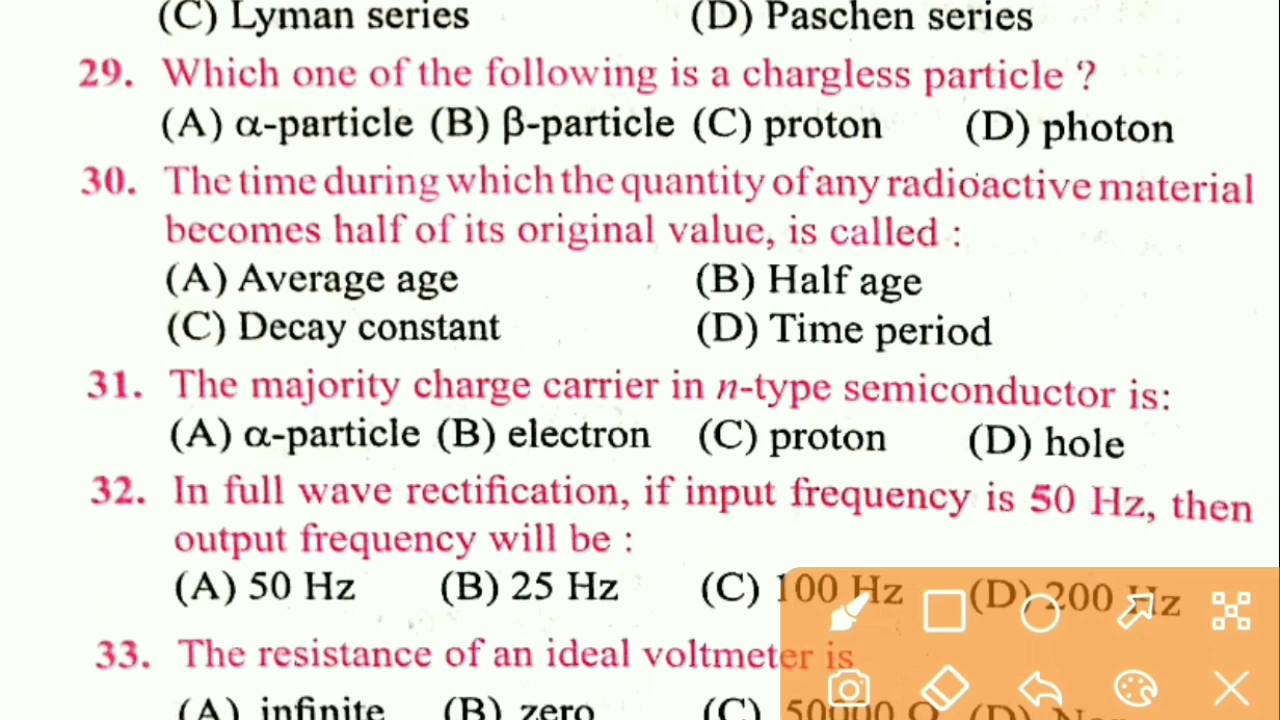 (C) Lyman series (D) Paschen series
29. Which one of the following is a chargless particle ?
(A) α-particle (B) β-particle (C) proton (D) photon
30. The time during which the quantity of any radioactive material
becomes half of its original value, is called :
(A) Average age (B) Half age
(C) Decay constant (D) Time period
31. The majority charge carrier in n-type semiconductor is:
(A) α-particle (B) electron (C) proton (D) hole
32. In full wave rectification, if input frequency is 50 Hz, then
output frequency will be :
(A) 50 Hz (B) 25 Hz (C) 100 Hz (D) 200 Hz
33. The resistance of an ideal voltmeter is
(A) infinite (B) zero (C) 50000 Ω (D)